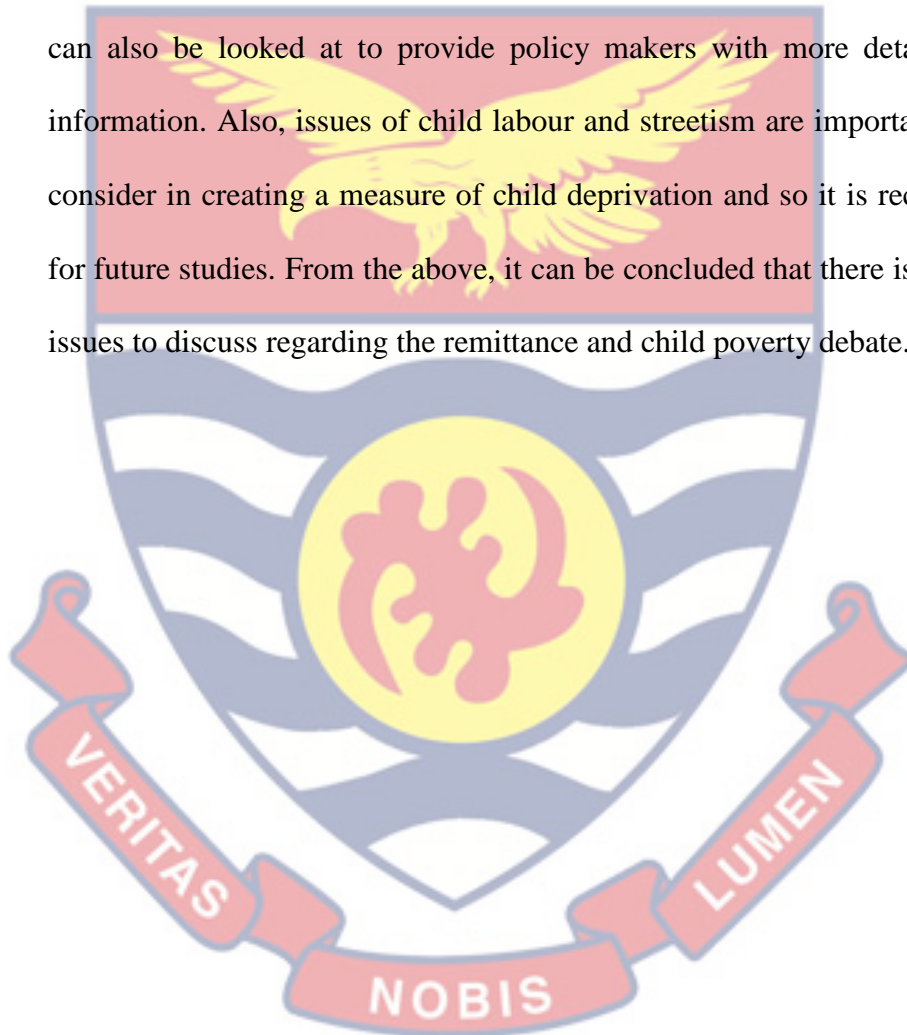 can also be looked at to provide policy makers with more deta
information. Also, issues of child labour and streetism are importa
consider in creating a measure of child deprivation and so it is rec
for future studies. From the above, it can be concluded that there is
issues to discuss regarding the remittance and child poverty debate.
VERITAS
NOBIS
LUMEN